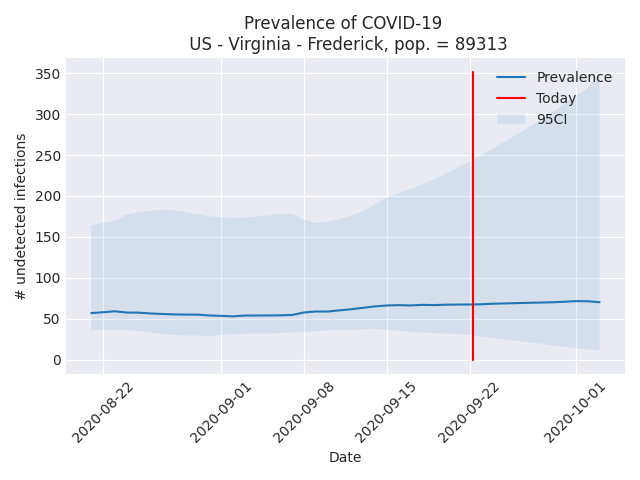 Prevalence of COVID-19
US - Virginia - Frederick, pop. = 89313
# undetected infections
350
300
250
200
150
100
50
0
Prevalence
Today
95CI
2020-08-22
2020-09-01
2020-09-08
2020-09-15
2020-09-22
2020-10-01
Date